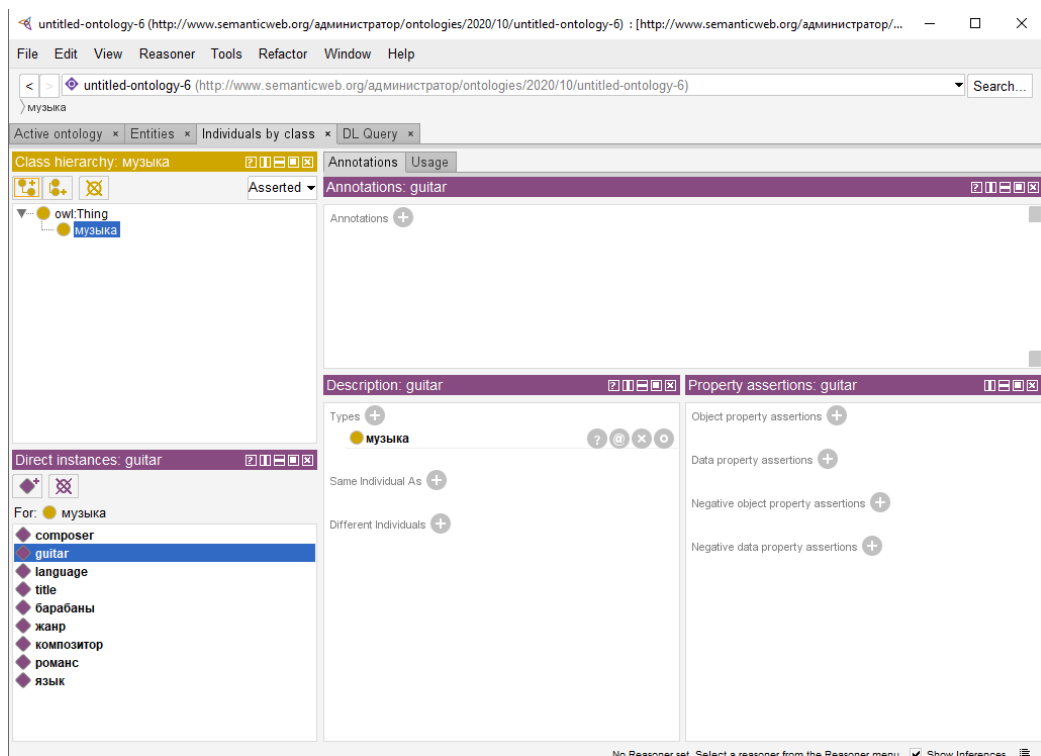 untitled-ontology-6 (http://www.semanticweb.org/администратор/ontologies/2020/10/untitled-ontology-6) : [http://www.semanticweb.org/администратор/...
File Edit View Reasoner Tools Refactor Window Help
< > untitled-ontology-6 (http://www.semanticweb.org/администратор/ontologies/2020/10/untitled-ontology-6) Search...
музыка
Active ontology × Entities × Individuals by class × DL Query ×
Class hierarchy: музыка
Asserted
owl:Thing
музыка
Annotations Usage
Annotations: guitar
Annotations
Direct instances: guitar
For: музыка
composer
guitar
language
title
барабаны
жанр
композитор
романс
язык
Description: guitar
Types
музыка
Same Individual As
Different Individuals
Property assertions: guitar
Object property assertions
Data property assertions
Negative object property assertions
Negative data property assertions
No Reasoner set. Select a reasoner from the Reasoner menu Show Inferences